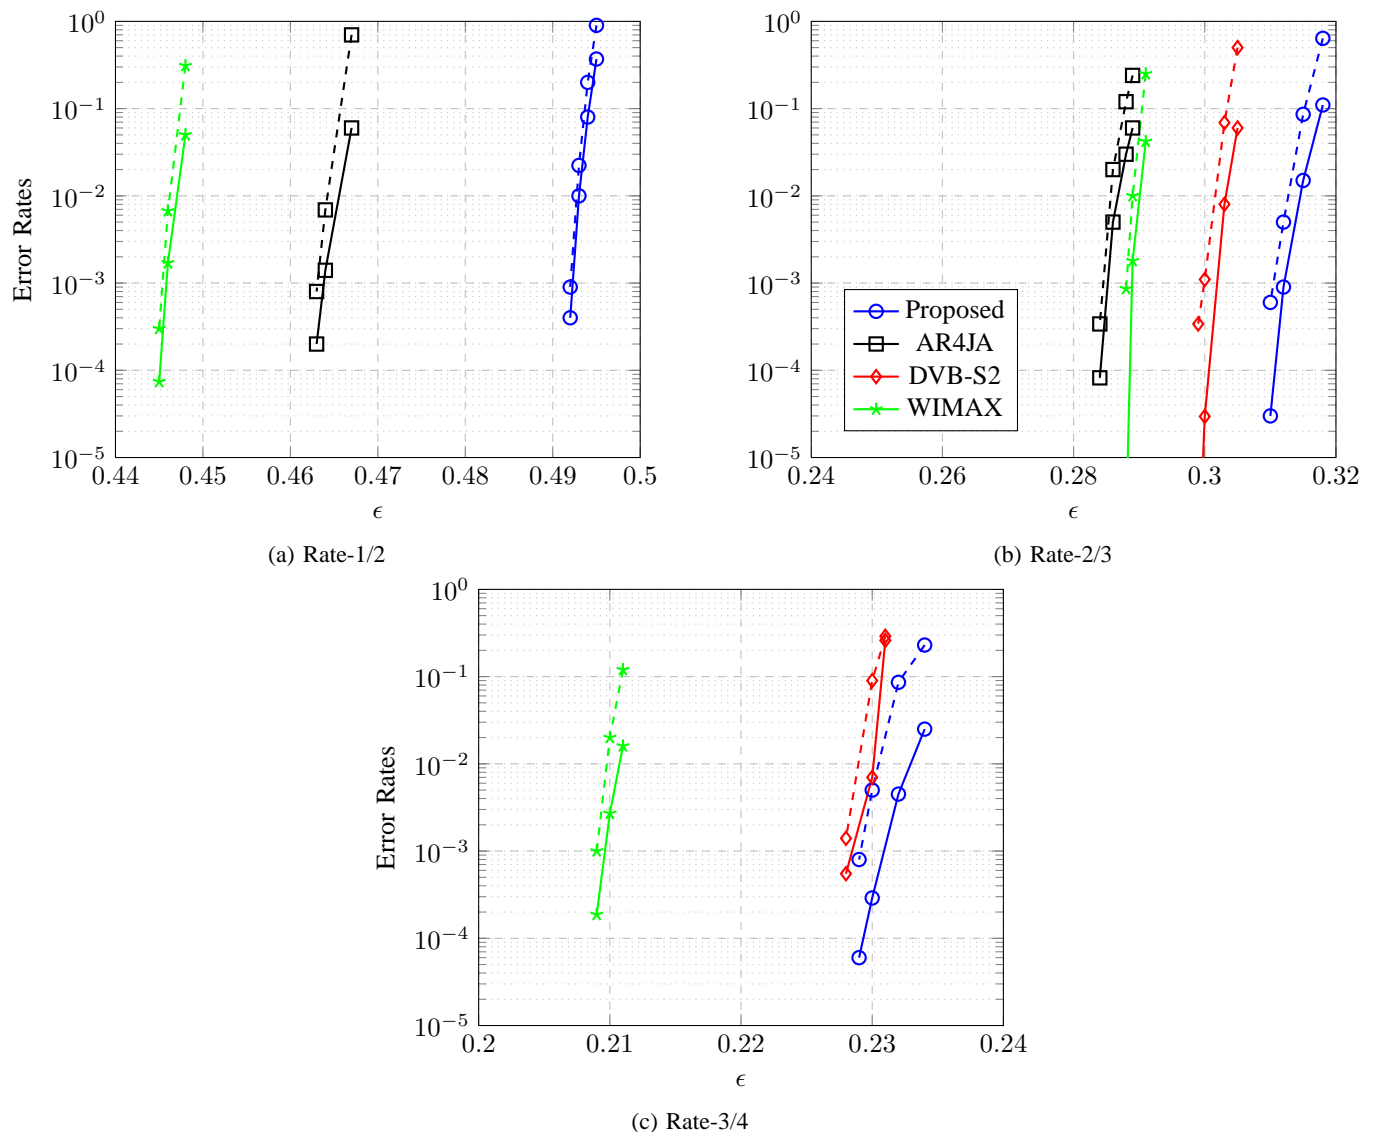 10^0
10^−1
10^−2
10^−3
10^−4
10^−5
Error Rates
0.44 0.45 0.46 0.47 0.48 0.49 0.5
ϵ
(a) Rate-1/2
10^0
10^−1
10^−2
10^−3
10^−4
10^−5
Proposed
AR4JA
DVB-S2
WIMAX
0.24 0.26 0.28 0.3 0.32
ϵ
(b) Rate-2/3
10^0
10^−1
10^−2
10^−3
10^−4
10^−5
Error Rates
0.2 0.21 0.22 0.23 0.24
ϵ
(c) Rate-3/4